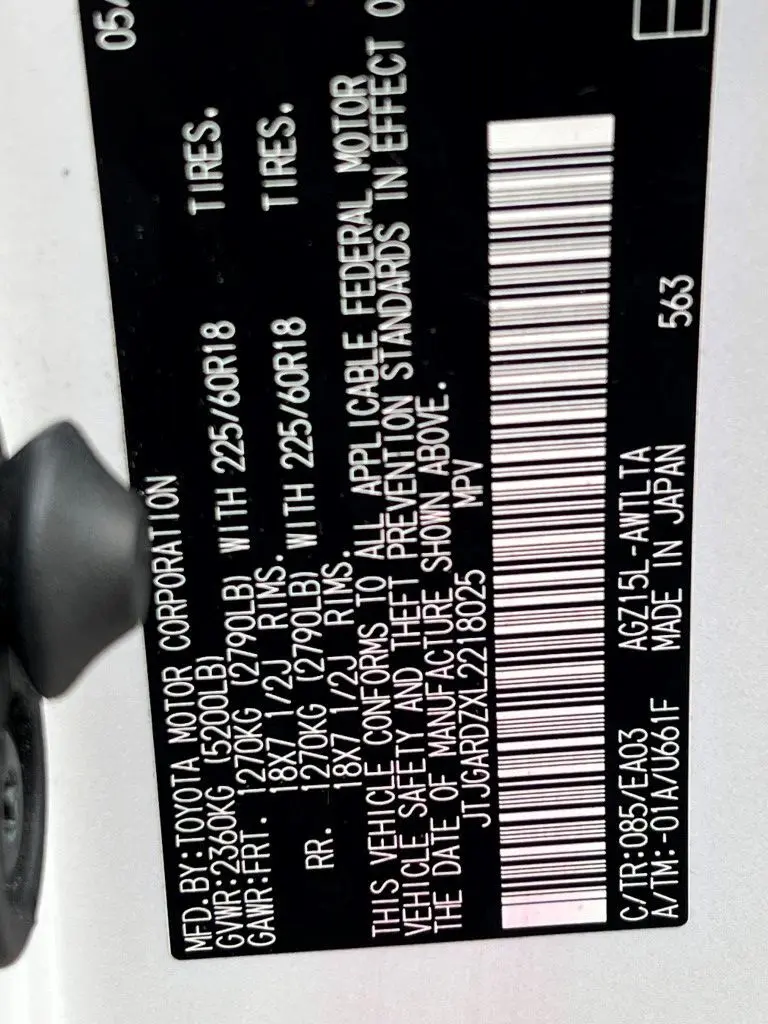 05/
MFD.BY:TOYOTA MOTOR CORPORATION
GVWR:2360KG (5200LB)
GAWR:FRT. 1270KG (2790LB) WITH 225/60R18 TIRES.
18X7 1/2J RIMS.
RR. 1270KG (2790LB) WITH 225/60R18 TIRES.
18X7 1/2J RIMS.
THIS VEHICLE CONFORMS TO ALL APPLICABLE FEDERAL MOTOR
VEHICLE SAFETY AND THEFT PREVENTION STANDARDS IN EFFECT O
THE DATE OF MANUFACTURE SHOWN ABOVE.
JTJGARDZXL2218025 MPV
C/TR:085/EA03 AGZ15L-AWTLTA
A/TM:-01A/U661F MADE IN JAPAN 563